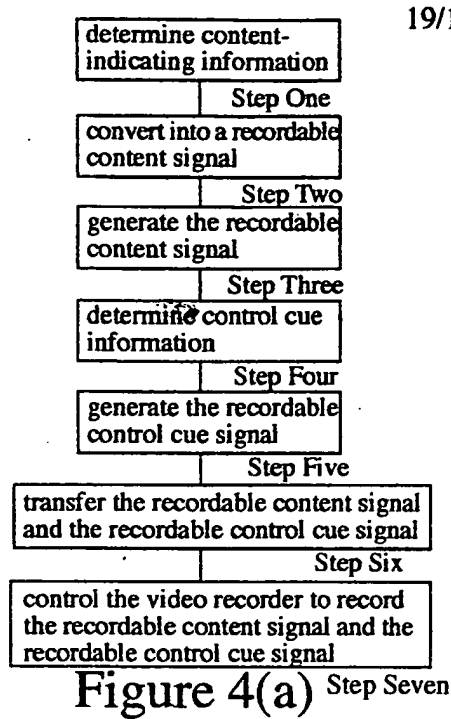 19/1
determine content-
indicating information
Step One
convert into a recordable
content signal
Step Two
generate the recordable
content signal
Step Three
determine control cue
information
Step Four
generate the recordable
control cue signal
Step Five
transfer the recordable content signal
and the recordable control cue signal
Step Six
control the video recorder to record
the recordable content signal and the
recordable control cue signal
Figure 4(a) Step Seven